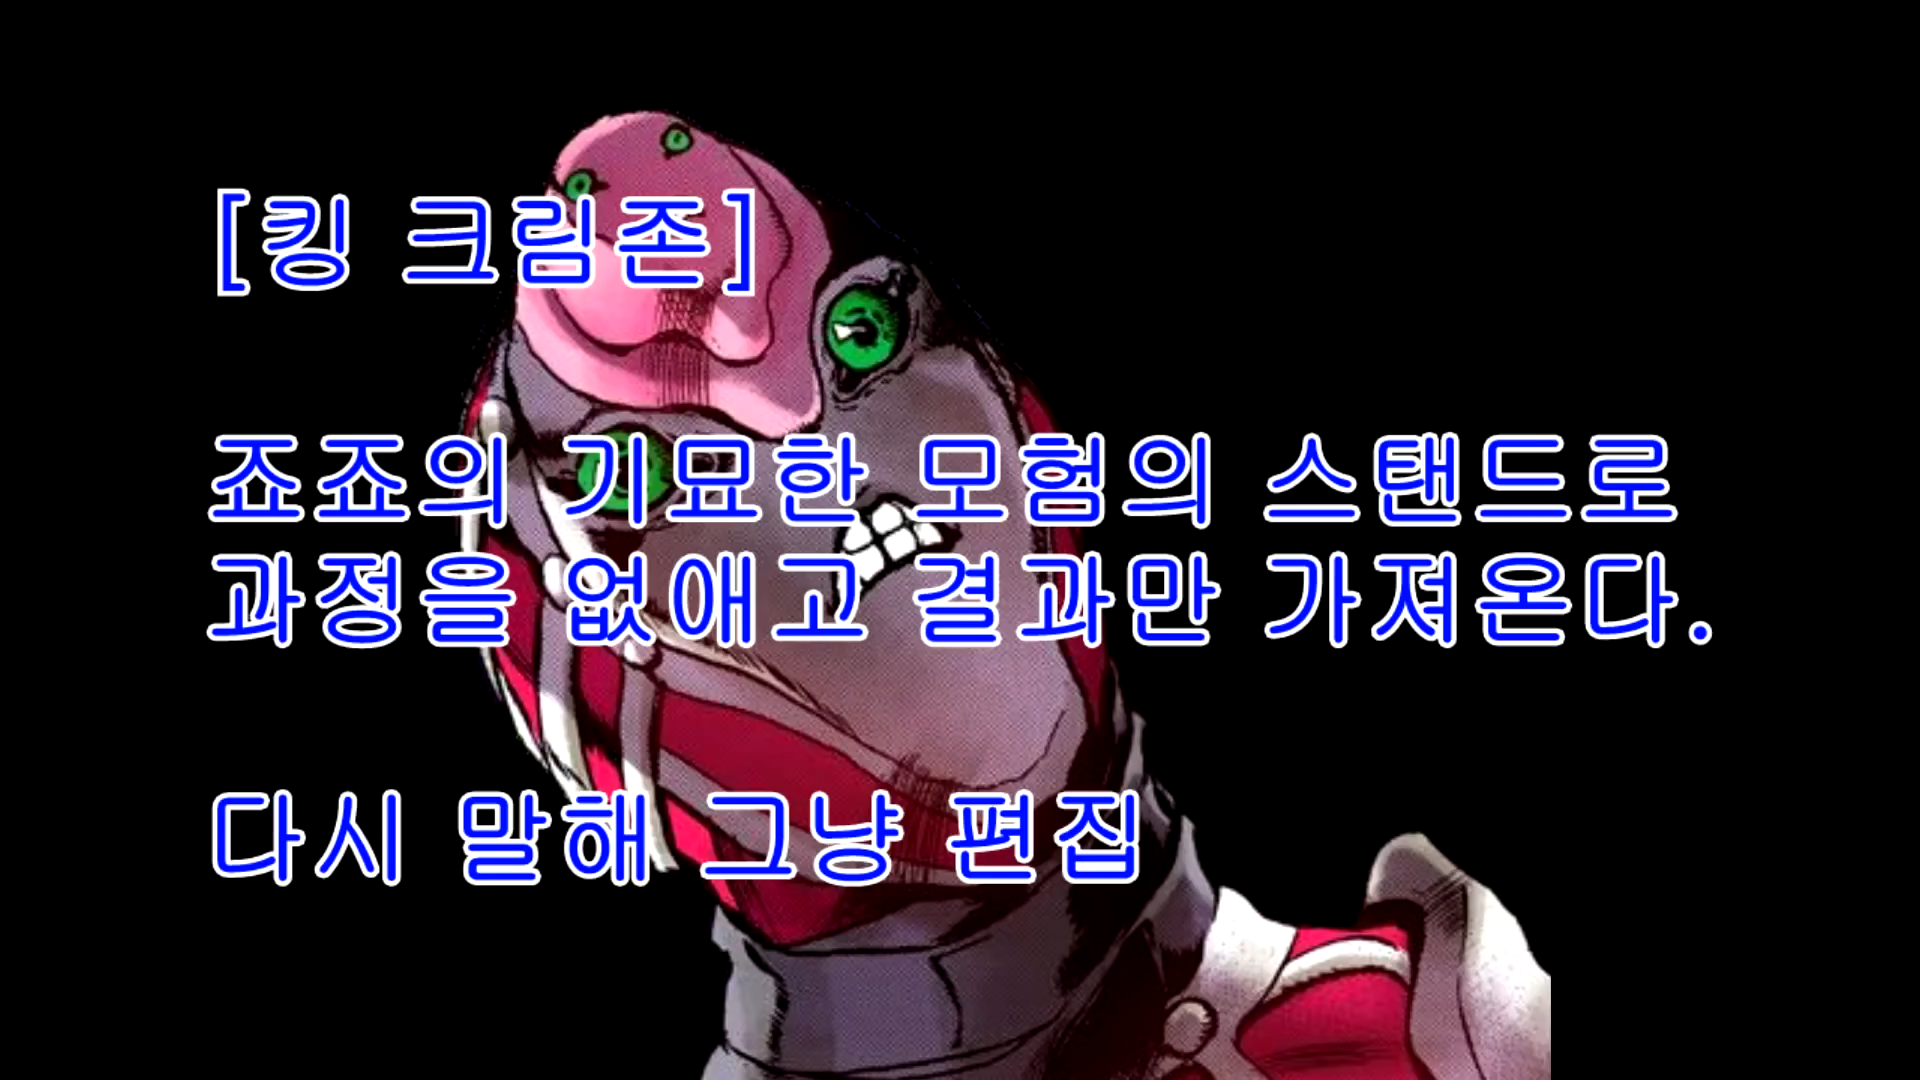 [킹 크림존]
죠죠의 기묘한 모험의 스탠드로
과정을 없애고 결과만 가져온다.
다시 말해 그냥 편집